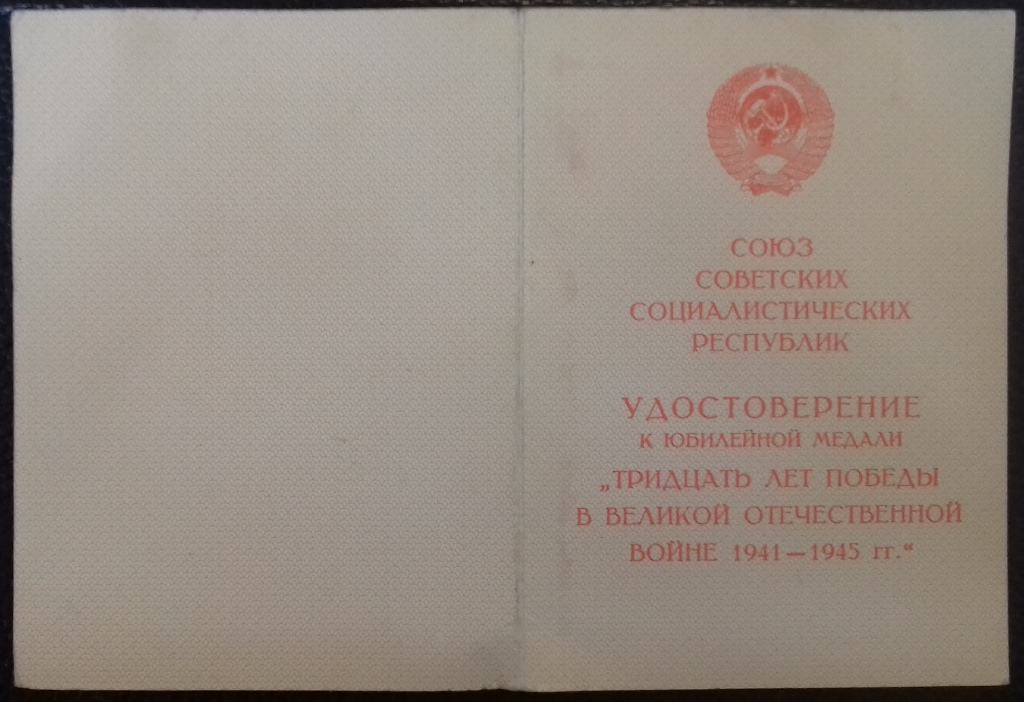 СОЮЗ
СОВЕТСКИХ
СОЦИАЛИСТИЧЕСКИХ
РЕСПУБЛИК
УДОСТОВЕРЕНИЕ
К ЮБИЛЕЙНОЙ МЕДАЛИ
„ТРИДЦАТЬ ЛЕТ ПОБЕДЫ
В ВЕЛИКОЙ ОТЕЧЕСТВЕННОЙ
ВОЙНЕ 1941—1945 гг.“